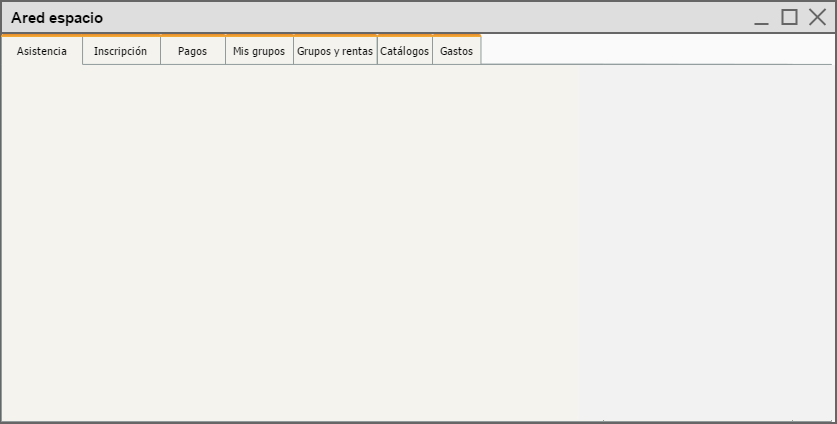 Ared espacio
Asistencia Inscripción Pagos Mis grupos Grupos y rentas Catálogos Gastos